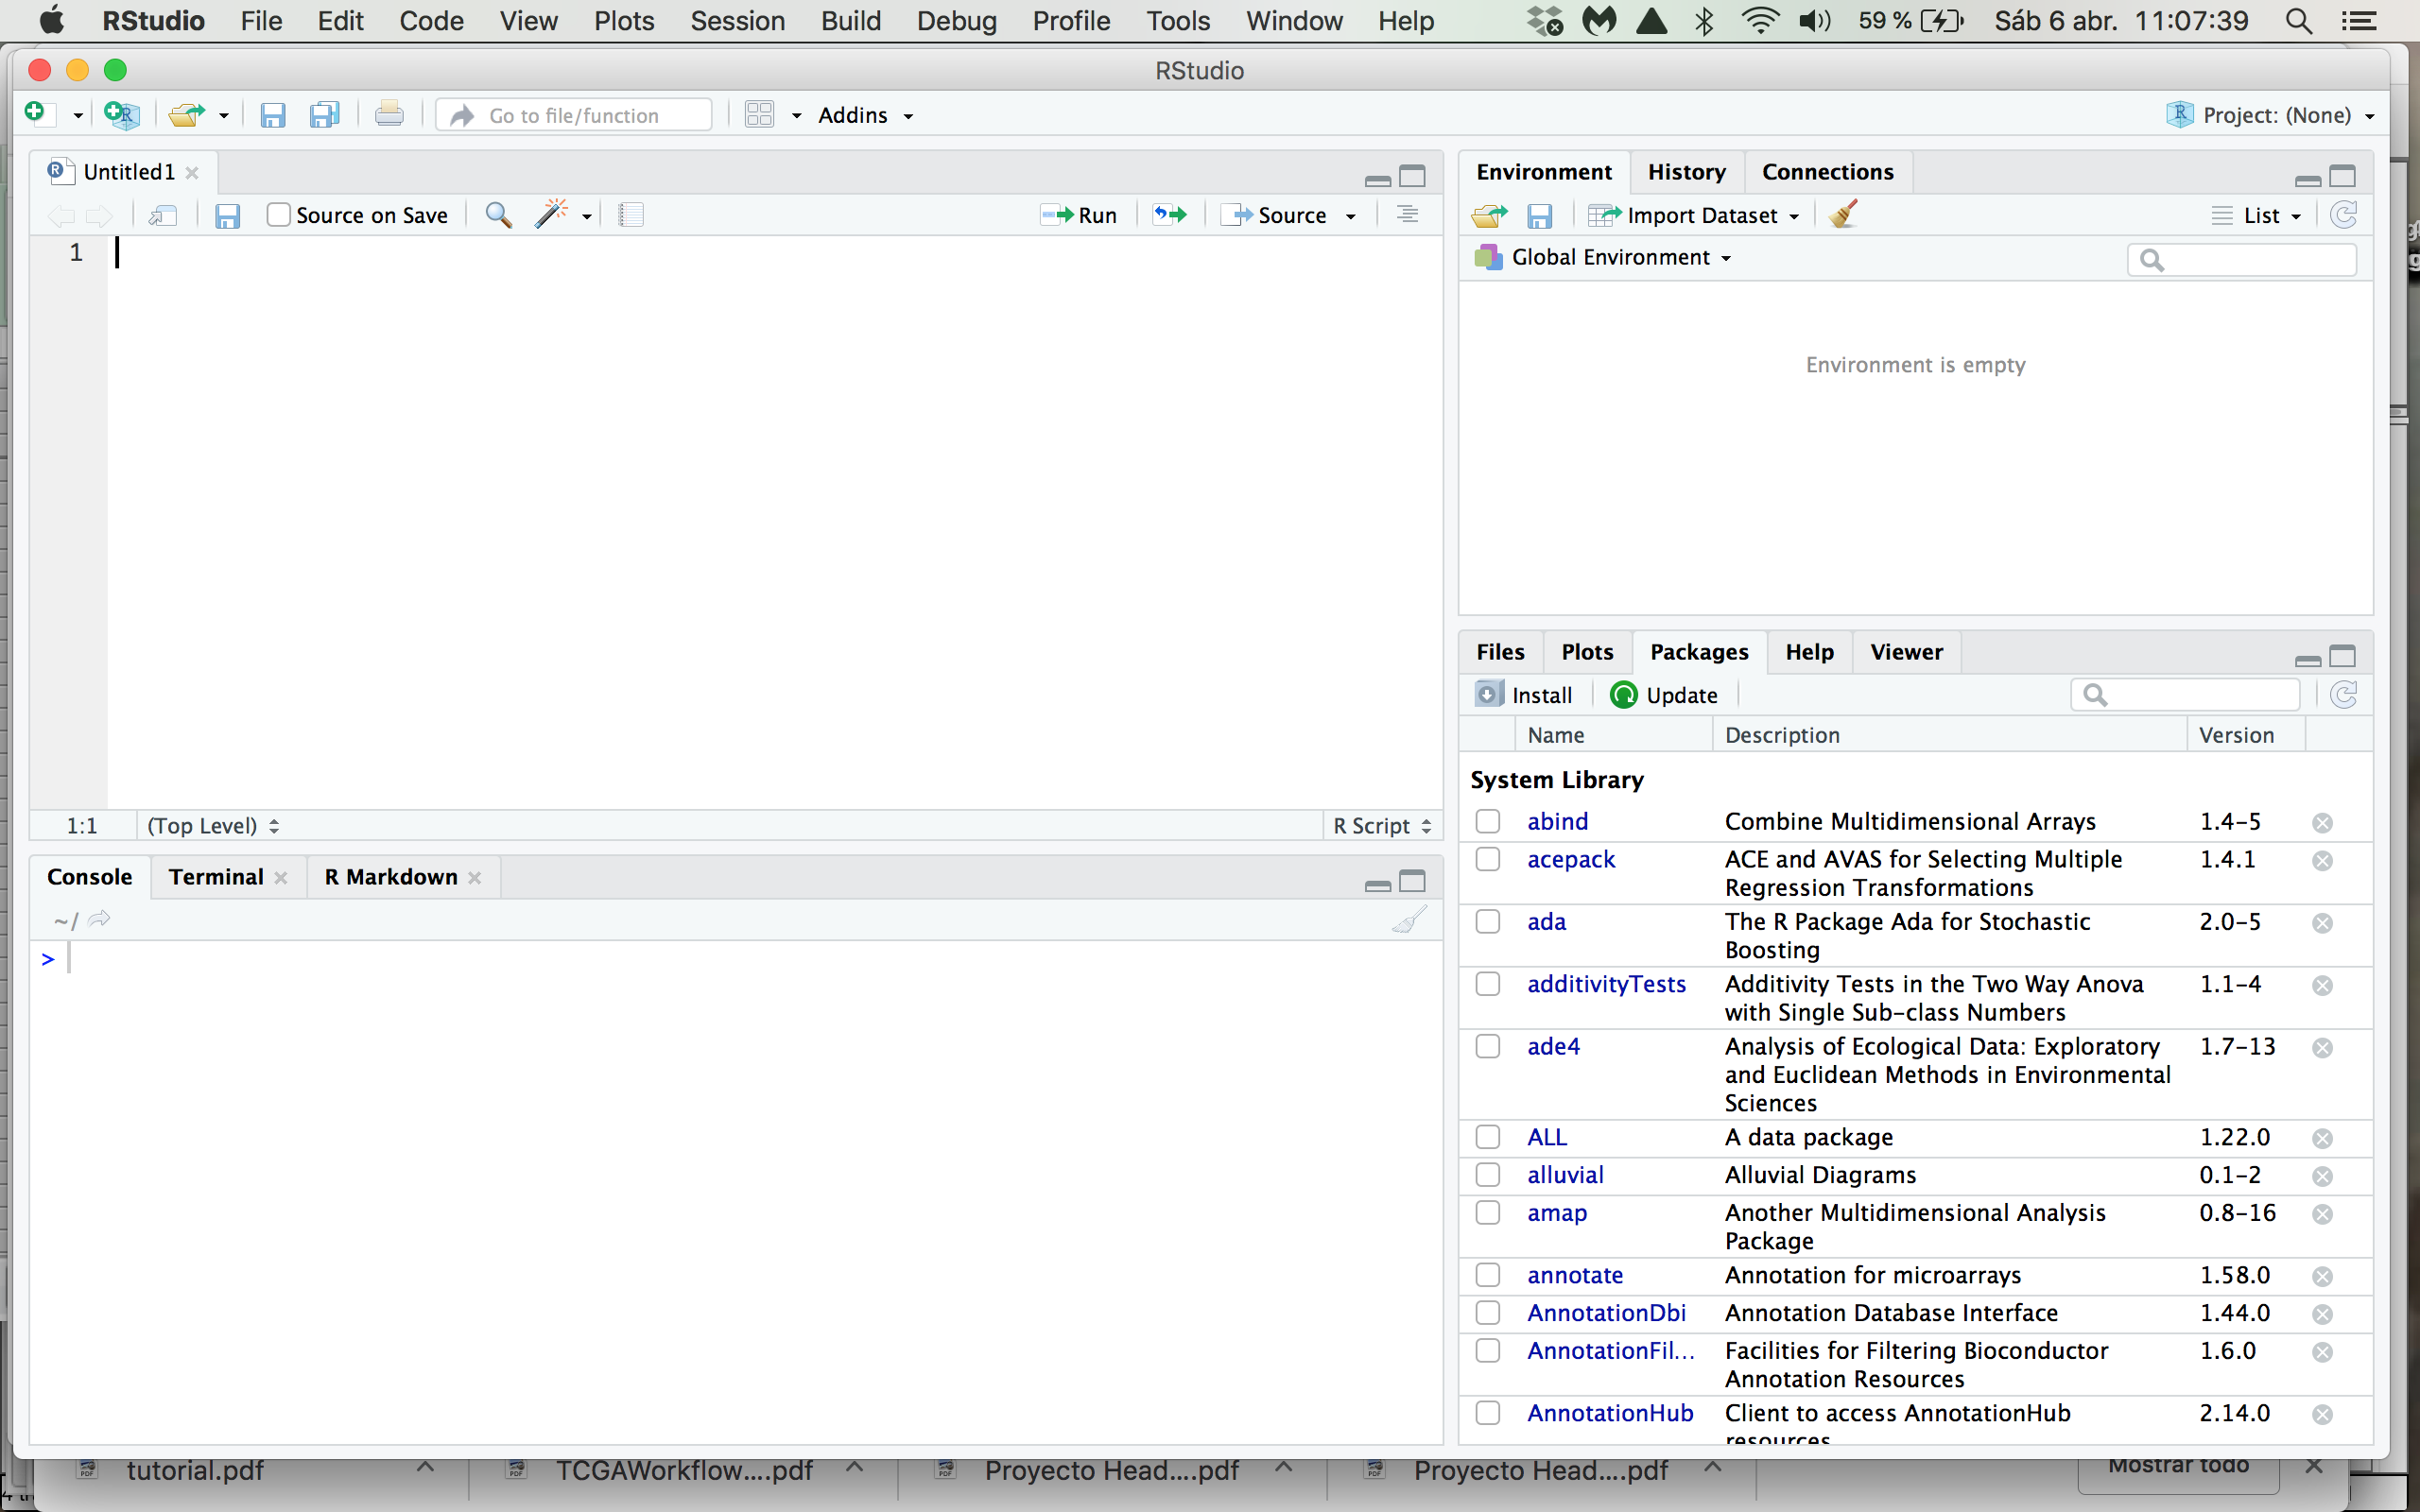 RStudio File Edit Code View Plots Session Build Debug Profile Tools Window Help 59 % Sáb 6 abr. 11:07:39
RStudio
Go to file/function Addins Project: (None)
Untitled1
Source on Save Run Source
1
1:1 (Top Level) R Script
Console Terminal R Markdown
~/
>
Environment History Connections
Import Dataset List
Global Environment
Environment is empty
Files Plots Packages Help Viewer
Install Update
Name Description Version
System Library
abind Combine Multidimensional Arrays 1.4-5
acepack ACE and AVAS for Selecting Multiple 1.4.1
Regression Transformations
ada The R Package Ada for Stochastic 2.0-5
Boosting
additivityTests Additivity Tests in the Two Way Anova 1.1-4
with Single Sub-class Numbers
ade4 Analysis of Ecological Data: Exploratory 1.7-13
and Euclidean Methods in Environmental
Sciences
ALL A data package 1.22.0
alluvial Alluvial Diagrams 0.1-2
amap Another Multidimensional Analysis 0.8-16
Package
annotate Annotation for microarrays 1.58.0
AnnotationDbi Annotation Database Interface 1.44.0
AnnotationFil... Facilities for Filtering Bioconductor 1.6.0
Annotation Resources
AnnotationHub Client to access AnnotationHub 2.14.0
resources
tutorial.pdf TCGAWorkflow....pdf Proyecto Head....pdf Proyecto Head....pdf Mostrar todo